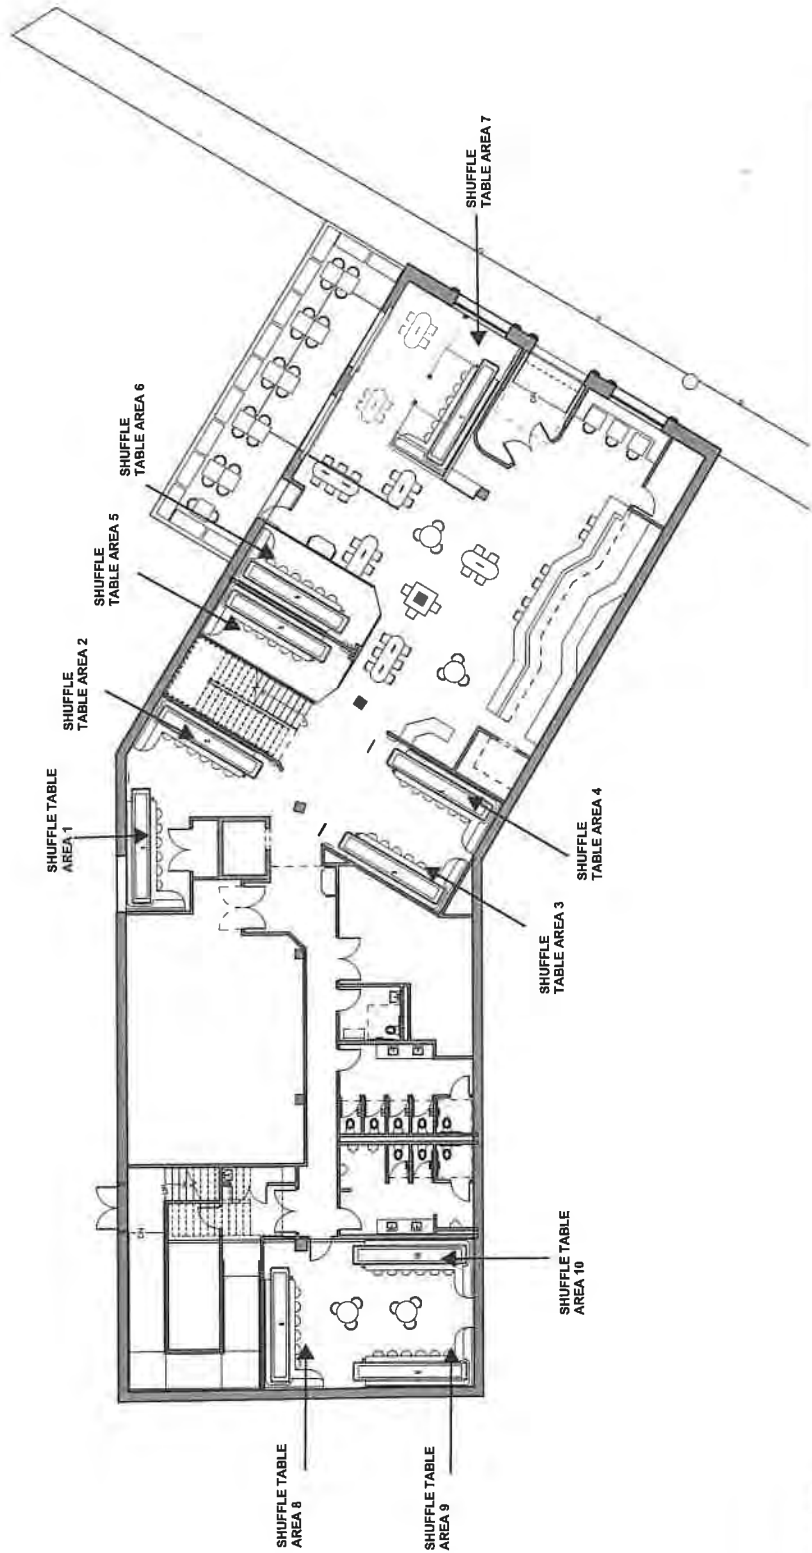 SHUFFLE
TABLE AREA 7
SHUFFLE
TABLE AREA 6
SHUFFLE
TABLE AREA 5
SHUFFLE
TABLE AREA 2
SHUFFLE TABLE
AREA 1
SHUFFLE
TABLE AREA 4
SHUFFLE
TABLE AREA 3
SHUFFLE TABLE
AREA 10
SHUFFLE TABLE
AREA 8
SHUFFLE TABLE
AREA 9